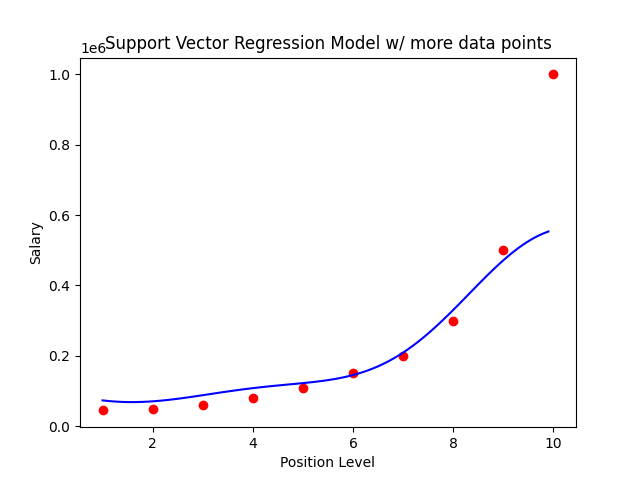 Support Vector Regression Model w/ more data points
1e6
1.0
0.8
0.6
0.4
0.2
0.0
Salary
2 4 6 8 10
Position Level